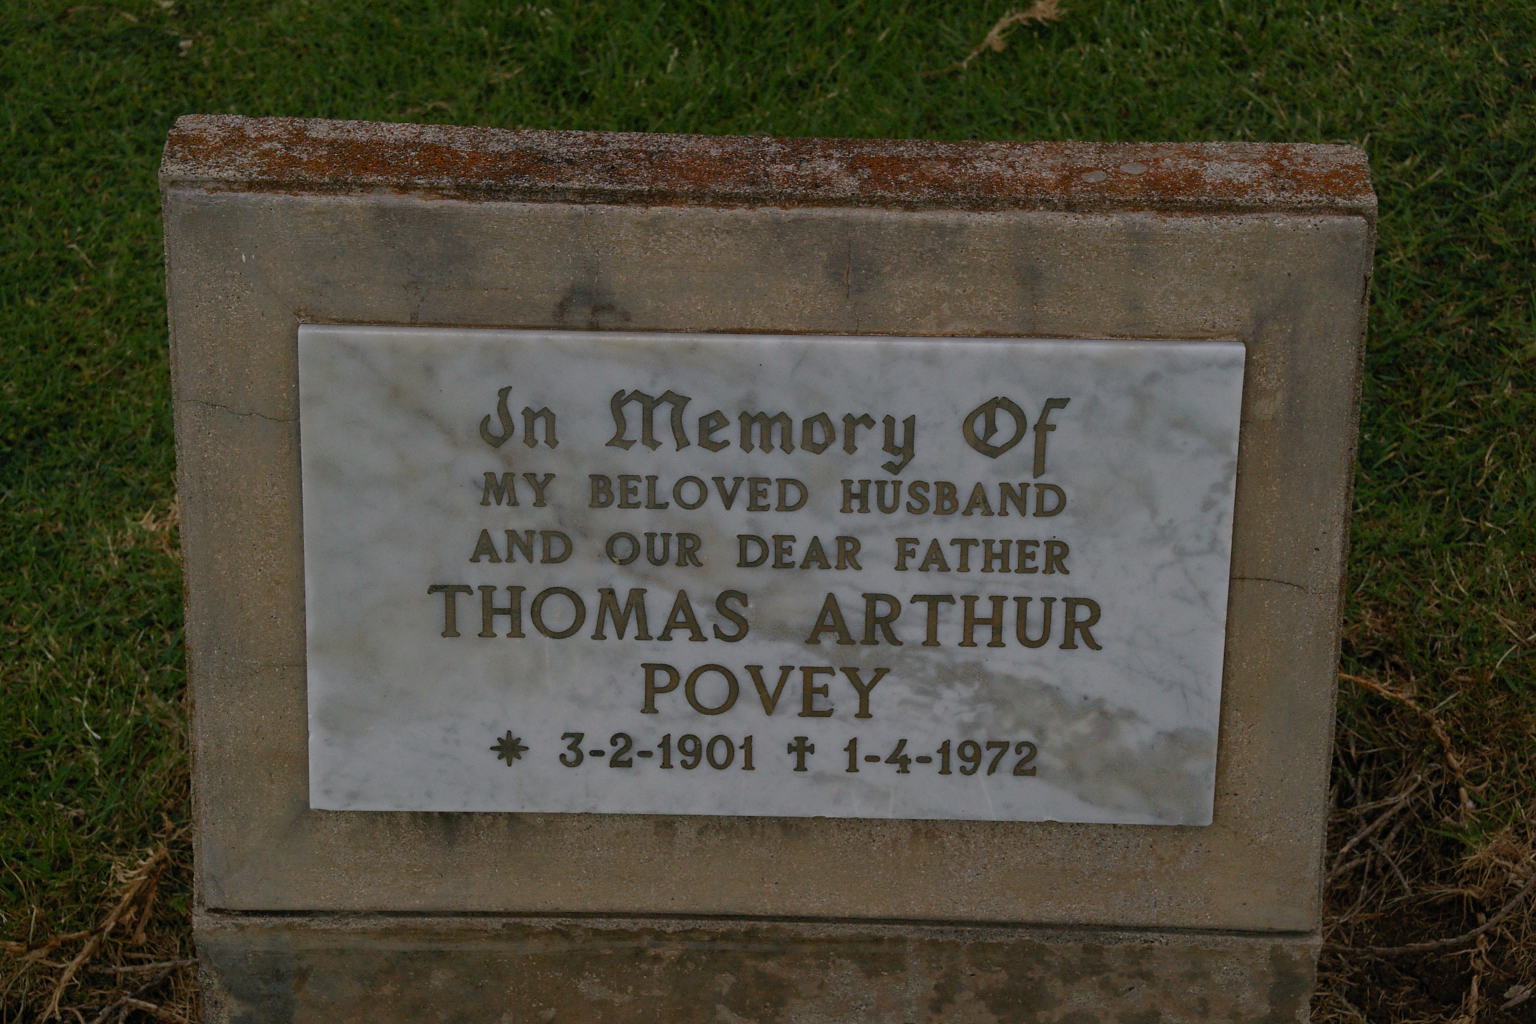 In Memory Of
MY BELOVED HUSBAND
AND OUR DEAR FATHER
THOMAS ARTHUR
POVEY
* 3-2-1901 ✝ 1-4-1972